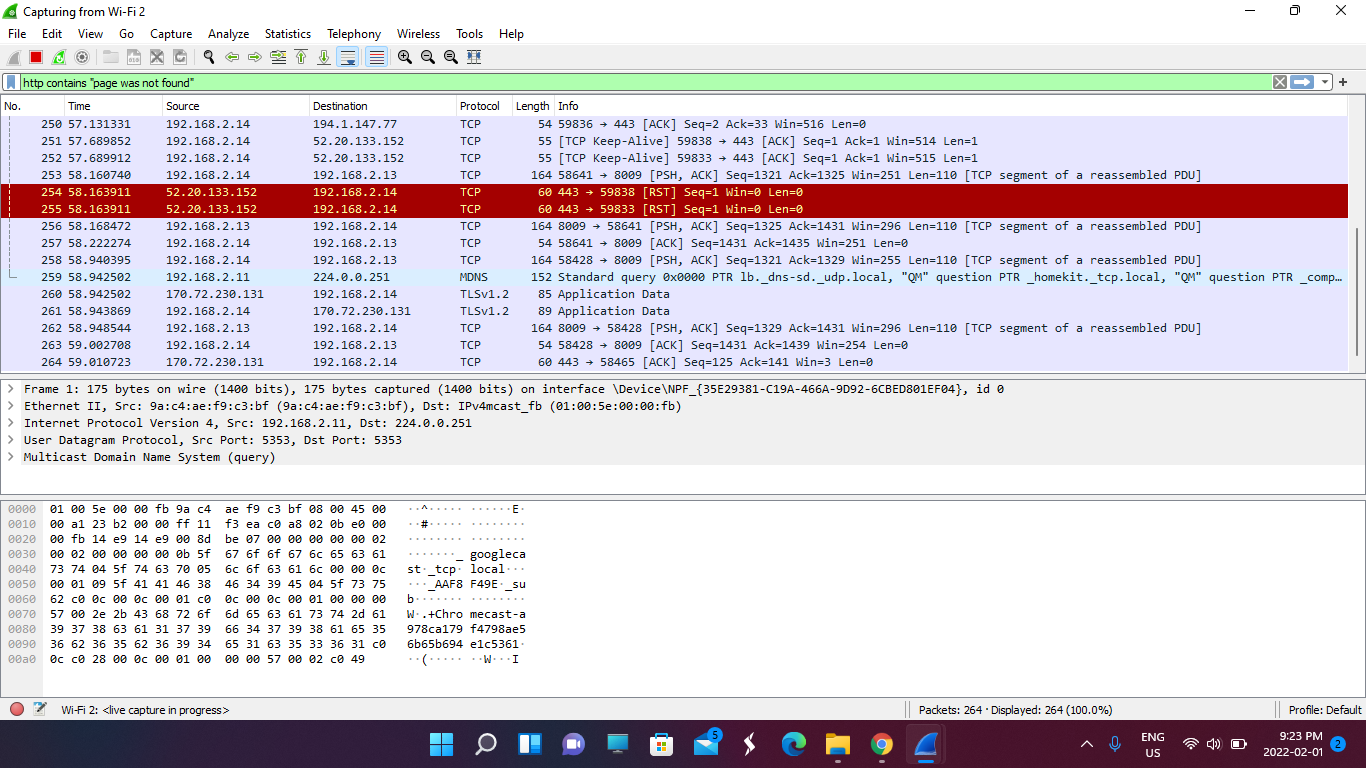 Capturing from Wi-Fi 2
File Edit View Go Capture Analyze Statistics Telephony Wireless Tools Help
http contains "page was not found"
No. Time Source Destination Protocol Length Info
250 57.131331 192.168.2.14 194.1.147.77 TCP 54 59836 → 443 [ACK] Seq=2 Ack=33 Win=516 Len=0
251 57.689852 192.168.2.14 52.20.133.152 TCP 55 [TCP Keep-Alive] 59838 → 443 [ACK] Seq=1 Ack=1 Win=514 Len=1
252 57.689912 192.168.2.14 52.20.133.152 TCP 55 [TCP Keep-Alive] 59833 → 443 [ACK] Seq=1 Ack=1 Win=515 Len=1
253 58.160740 192.168.2.14 192.168.2.13 TCP 164 58641 → 8009 [PSH, ACK] Seq=1321 Ack=1325 Win=251 Len=110 [TCP segment of a reassembled PDU]
254 58.163911 52.20.133.152 192.168.2.14 TCP 60 443 → 59838 [RST] Seq=1 Win=0 Len=0
255 58.163911 52.20.133.152 192.168.2.14 TCP 60 443 → 59833 [RST] Seq=1 Win=0 Len=0
256 58.168472 192.168.2.13 192.168.2.14 TCP 164 8009 → 58641 [PSH, ACK] Seq=1325 Ack=1431 Win=296 Len=110 [TCP segment of a reassembled PDU]
257 58.222274 192.168.2.14 192.168.2.13 TCP 54 58641 → 8009 [ACK] Seq=1431 Ack=1435 Win=251 Len=0
258 58.940395 192.168.2.14 192.168.2.13 TCP 164 58428 → 8009 [PSH, ACK] Seq=1321 Ack=1329 Win=255 Len=110 [TCP segment of a reassembled PDU]
259 58.942502 192.168.2.11 224.0.0.251 MDNS 152 Standard query 0x0000 PTR lb._dns-sd._udp.local, "QM" question PTR _homekit._tcp.local, "QM" question PTR _comp…
260 58.942502 170.72.230.131 192.168.2.14 TLSv1.2 85 Application Data
261 58.943869 192.168.2.14 170.72.230.131 TLSv1.2 89 Application Data
262 58.948544 192.168.2.13 192.168.2.14 TCP 164 8009 → 58428 [PSH, ACK] Seq=1329 Ack=1431 Win=296 Len=110 [TCP segment of a reassembled PDU]
263 59.002708 192.168.2.14 192.168.2.13 TCP 54 58428 → 8009 [ACK] Seq=1431 Ack=1439 Win=254 Len=0
264 59.010723 170.72.230.131 192.168.2.14 TCP 60 443 → 58465 [ACK] Seq=125 Ack=141 Win=3 Len=0
Frame 1: 175 bytes on wire (1400 bits), 175 bytes captured (1400 bits) on interface \Device\NPF_{35E29381-C19A-466A-9D92-6CBED801EF04}, id 0
Ethernet II, Src: 9a:c4:ae:f9:c3:bf (9a:c4:ae:f9:c3:bf), Dst: IPv4mcast_fb (01:00:5e:00:00:fb)
Internet Protocol Version 4, Src: 192.168.2.11, Dst: 224.0.0.251
User Datagram Protocol, Src Port: 5353, Dst Port: 5353
Multicast Domain Name System (query)
0000 01 00 5e 00 00 fb 9a c4 ae f9 c3 bf 08 00 45 00 ··^····· ······E·
0010 00 a1 23 b2 00 00 ff 11 f3 ea c0 a8 02 0b e0 00 ··#····· ········
0020 00 fb 14 e9 14 e9 00 8d be 07 00 00 00 00 00 02 ········ ········
0030 00 02 00 00 00 00 0b 5f 67 6f 6f 67 6c 65 63 61 ·······_ googleca
0040 73 74 04 5f 74 63 70 05 6c 6f 63 61 6c 00 00 0c st·_tcp· local···
0050 00 01 09 5f 41 41 46 38 46 34 39 45 04 5f 73 75 ···_AAF8 F49E·_su
0060 62 c0 0c 00 0c 00 01 c0 0c 00 0c 00 01 00 00 00 b······· ········
0070 57 00 2e 2b 43 68 72 6f 6d 65 63 61 73 74 2d 61 W·.+Chro mecast-a
0080 39 37 38 63 61 31 37 39 66 34 37 39 38 61 65 35 978ca179 f4798ae5
0090 36 62 36 35 62 36 39 34 65 31 63 35 33 36 31 c0 6b65b694 e1c5361·
00a0 0c c0 28 00 0c 00 01 00 00 00 57 00 02 c0 49 ··(····· ··W···I
Wi-Fi 2: <live capture in progress> Packets: 264 · Displayed: 264 (100.0%) Profile: Default
5
ENG
US
9:23 PM
2022-02-01
2